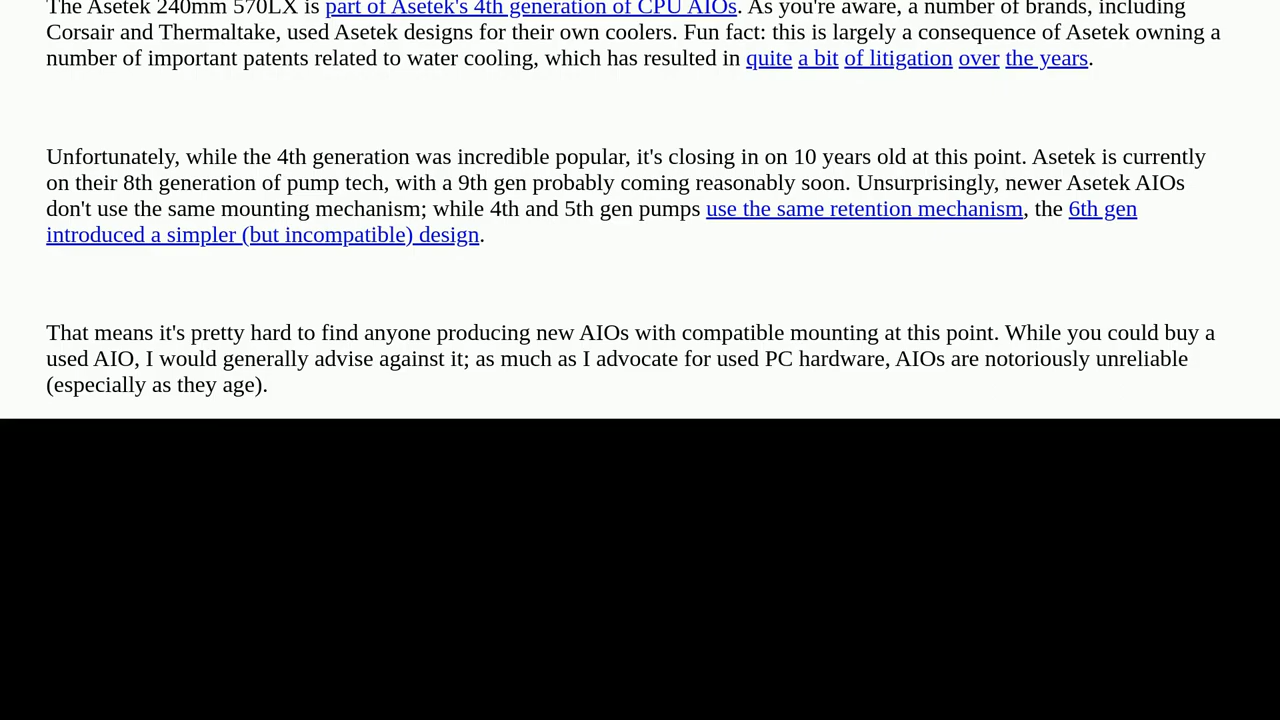 The Asetek 240mm 570LX is part of Asetek's 4th generation of CPU AIOs. As you're aware, a number of brands, including
Corsair and Thermaltake, used Asetek designs for their own coolers. Fun fact: this is largely a consequence of Asetek owning a
number of important patents related to water cooling, which has resulted in quite a bit of litigation over the years.
Unfortunately, while the 4th generation was incredible popular, it's closing in on 10 years old at this point. Asetek is currently
on their 8th generation of pump tech, with a 9th gen probably coming reasonably soon. Unsurprisingly, newer Asetek AIOs
don't use the same mounting mechanism; while 4th and 5th gen pumps use the same retention mechanism, the 6th gen
introduced a simpler (but incompatible) design.
That means it's pretty hard to find anyone producing new AIOs with compatible mounting at this point. While you could buy a
used AIO, I would generally advise against it; as much as I advocate for used PC hardware, AIOs are notoriously unreliable
(especially as they age).